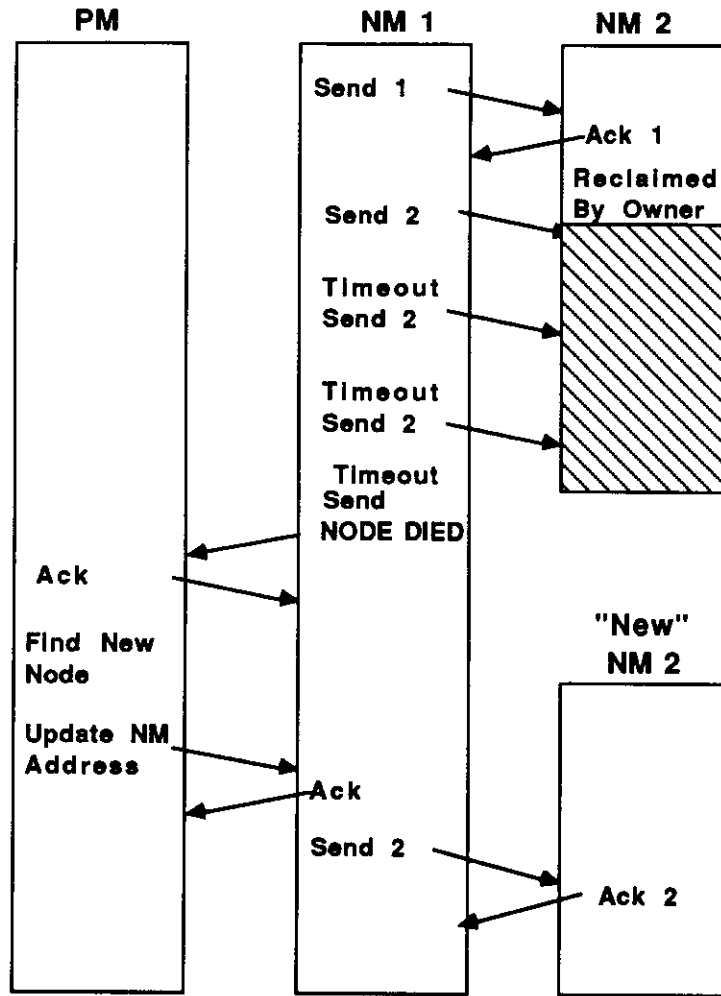 PM
NM 1
NM 2
Send 1
Ack 1
Reclaimed
By Owner
Send 2
Timeout
Send 2
Timeout
Send 2
Timeout
Send
NODE DIED
Ack
Find New
Node
"New"
NM 2
Update NM
Address
Ack
Send 2
Ack 2